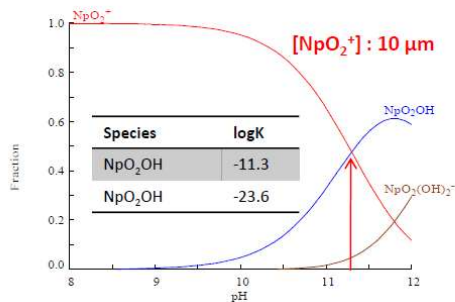 NpO₂⁺
[NpO₂⁺] : 10 μm
1.0
0.8
0.6
0.4
0.2
0.0
Fraction
Species logK
NpO₂OH -11.3
NpO₂OH -23.6
NpO₂OH
NpO₂(OH)₂⁻
8 9 10 11 12
pH